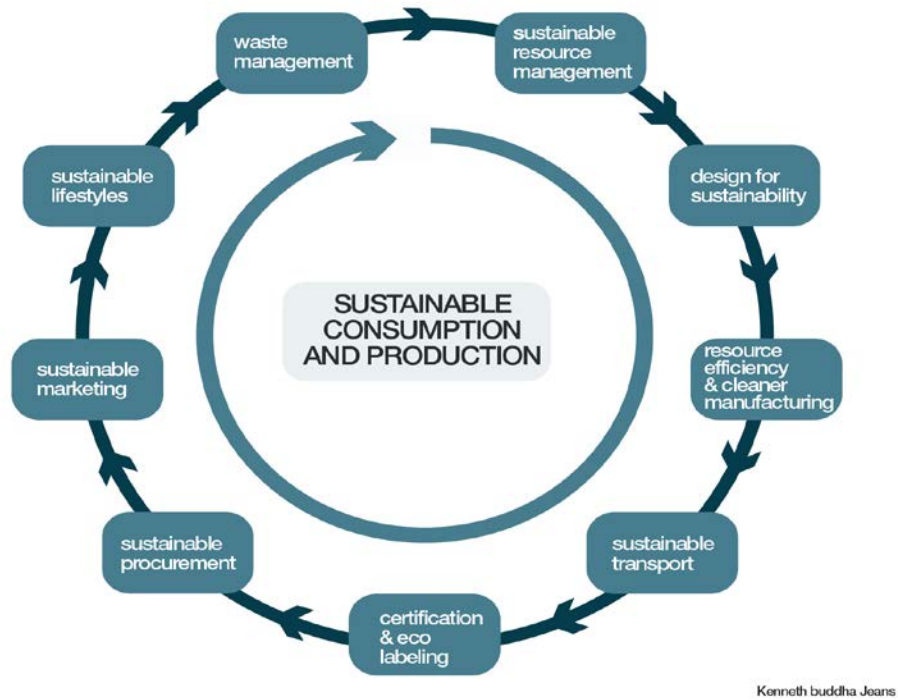 waste
management
sustainable
resource
management
design for
sustainability
resource
efficiency
& cleaner
manufacturing
sustainable
transport
certification
& eco
labeling
sustainable
procurement
sustainable
marketing
sustainable
lifestyles
SUSTAINABLE
CONSUMPTION
AND PRODUCTION
Kenneth buddha Jeans